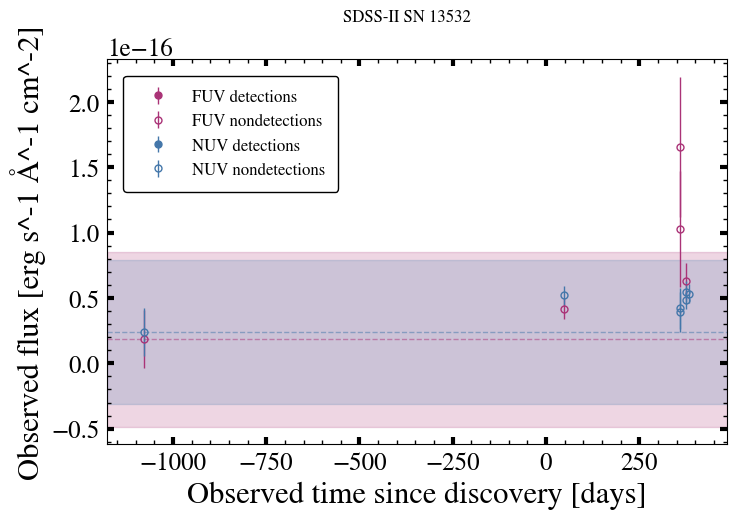 SDSS-II SN 13532
1e−16
FUV detections
FUV nondetections
NUV detections
NUV nondetections
2.0
1.5
1.0
0.5
0.0
−0.5
−1000 −750 −500 −250 0 250
Observed time since discovery [days]
Observed flux [erg s^-1 Å^-1 cm^-2]